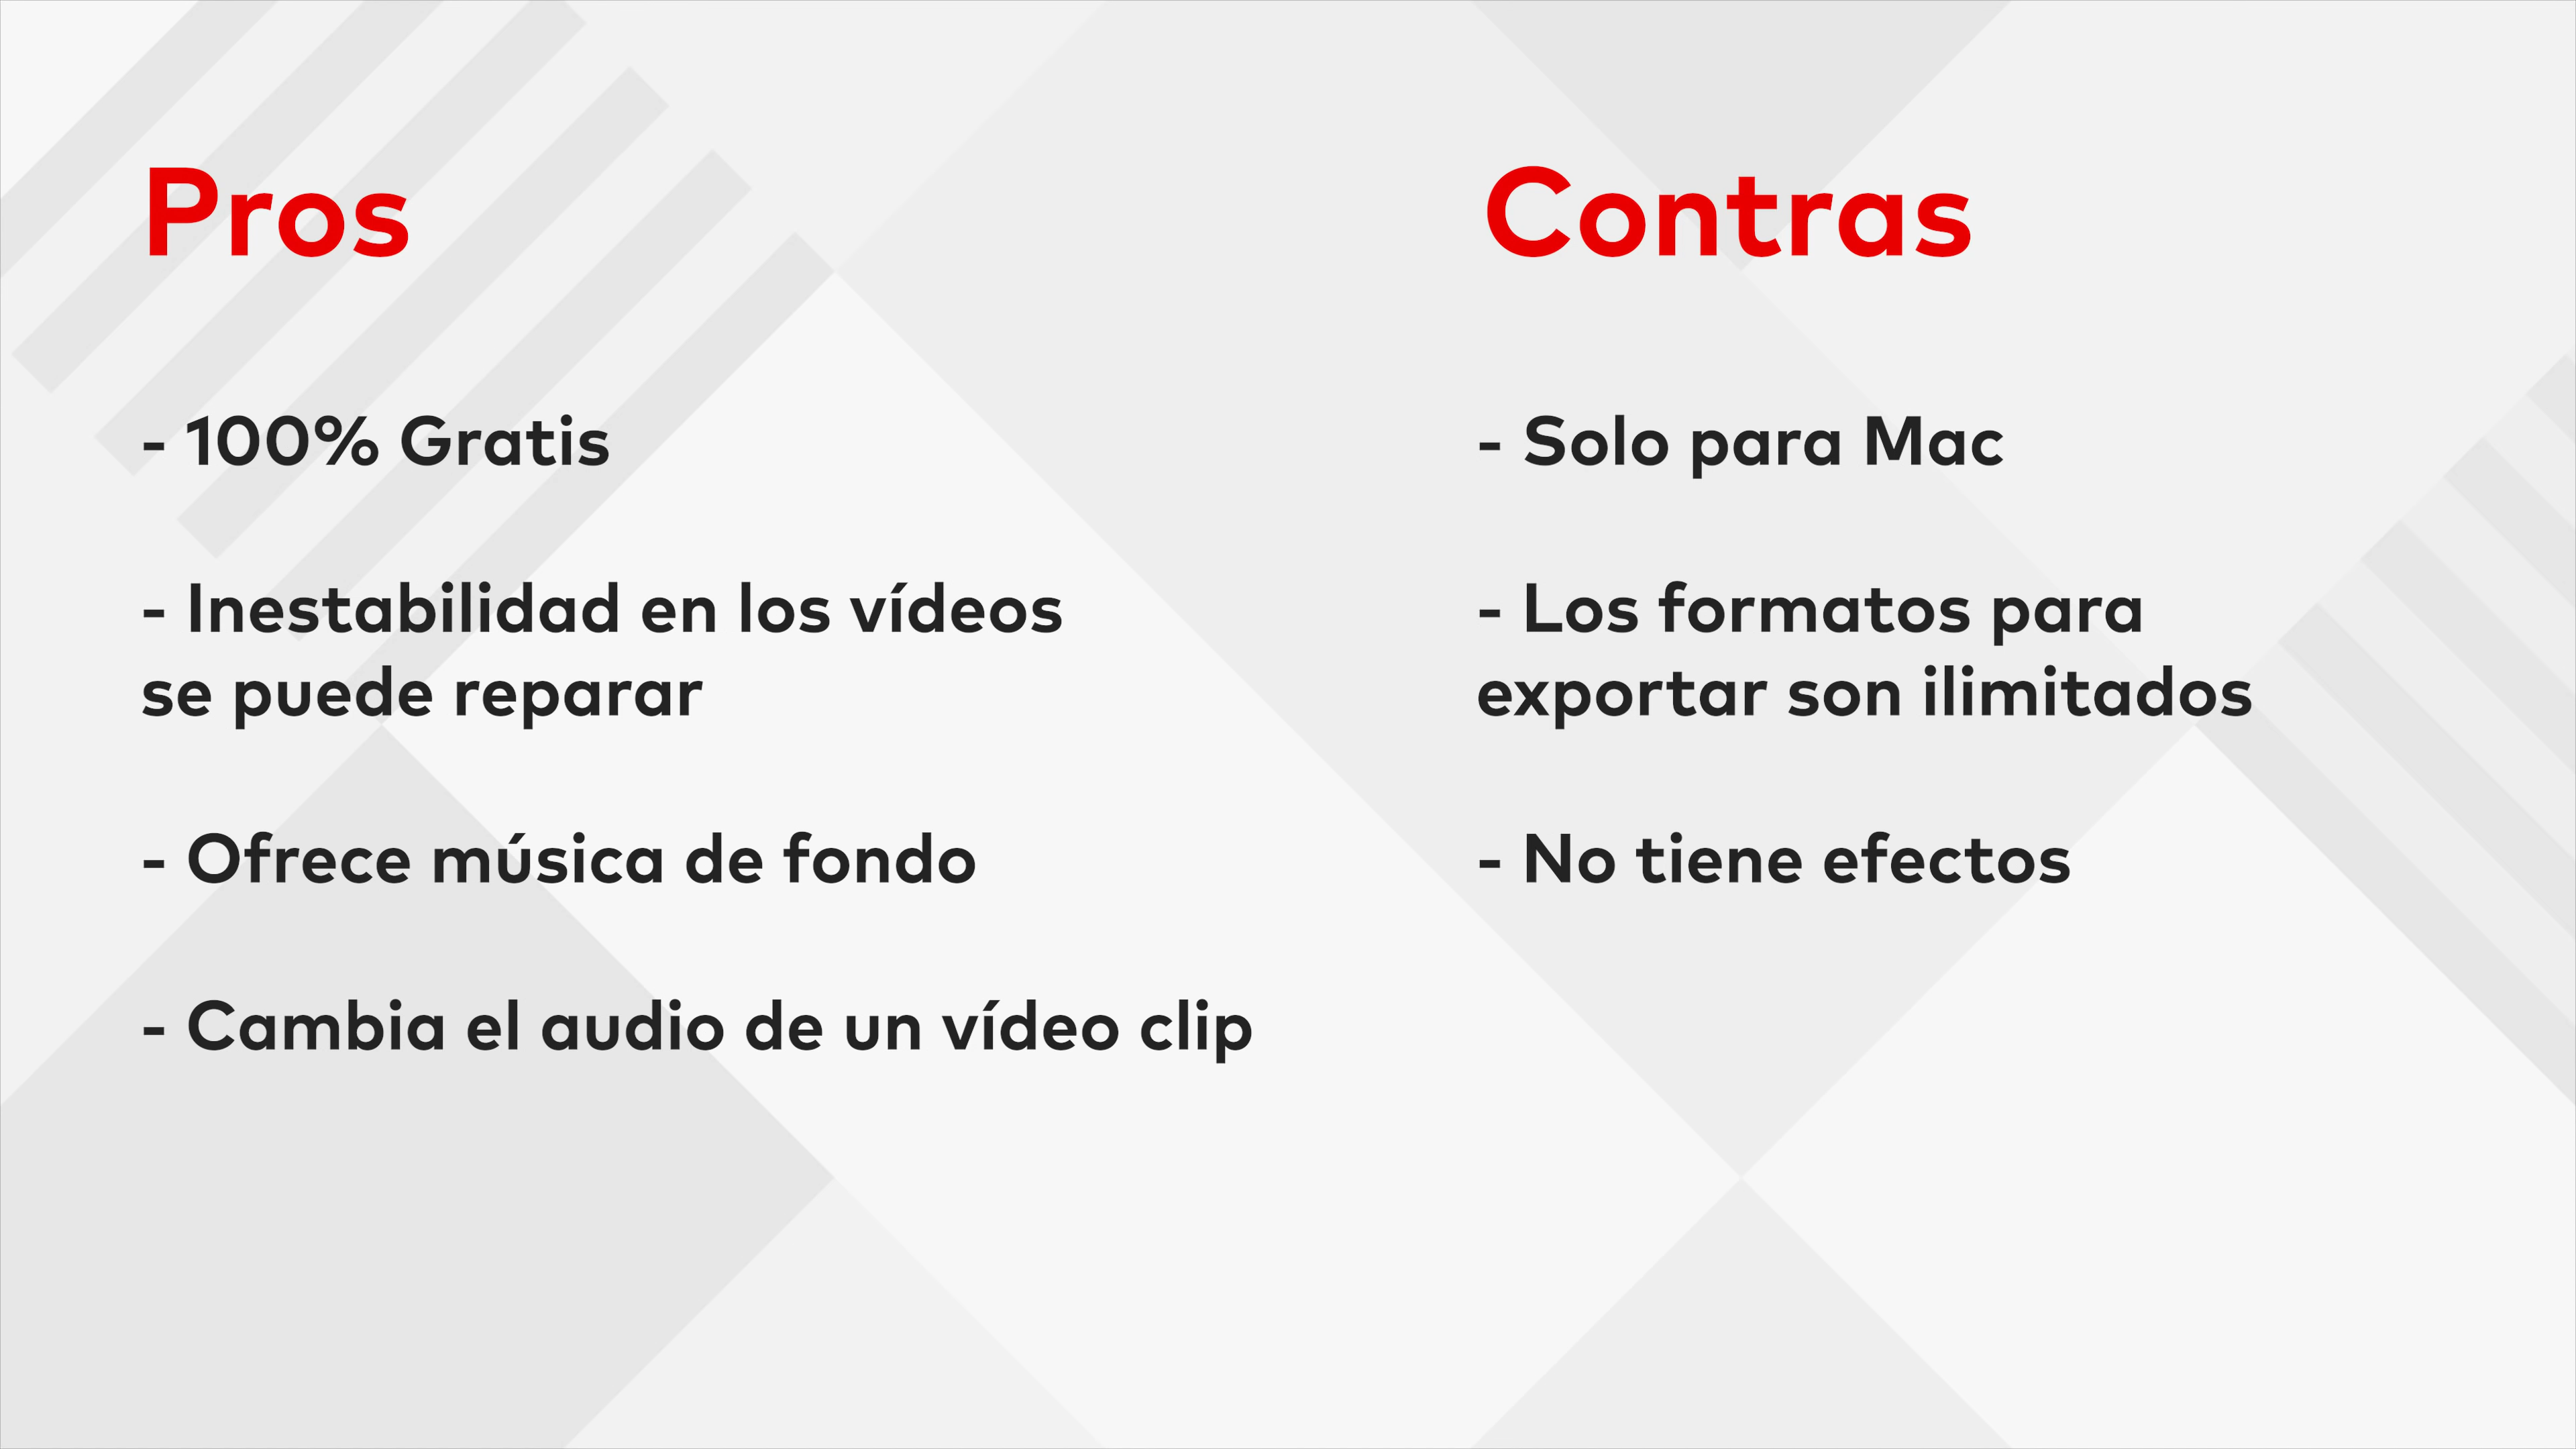 Pros
- 100% Gratis
- Inestabilidad en los vídeos
se puede reparar
- Ofrece música de fondo
- Cambia el audio de un vídeo clip
Contras
- Solo para Mac
- Los formatos para
exportar son ilimitados
- No tiene efectos